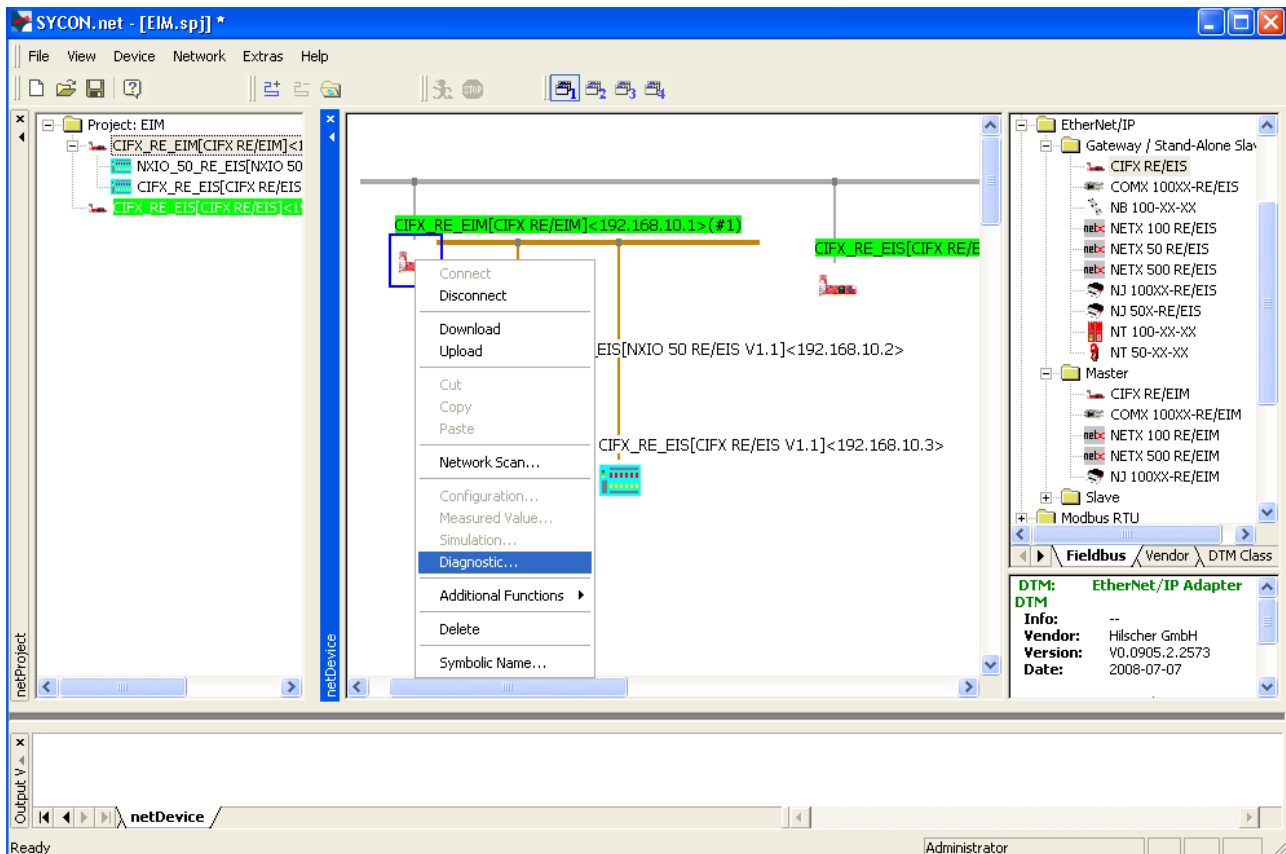 SYCON.net - [EIM.spj] *
File View Device Network Extras Help
1 2 3 4
netProject
Project: EIM
CIFX_RE_EIM[CIFX RE/EIM]<1
NXIO_50_RE_EIS[NXIO 50
CIFX_RE_EIS[CIFX RE/EIS
CIFX_RE_EIS[CIFX RE/EIS]<1
netDevice
CIFX_RE_EIM[CIFX RE/EIM]<192.168.10.1>(#1)
CIFX_RE_EIS[CIFX RE/E
_EIS[NXIO 50 RE/EIS V1.1]<192.168.10.2>
CIFX_RE_EIS[CIFX RE/EIS V1.1]<192.168.10.3>
Connect
Disconnect
Download
Upload
Cut
Copy
Paste
Network Scan...
Configuration...
Measured Value...
Simulation...
Diagnostic...
Additional Functions
Delete
Symbolic Name...
EtherNet/IP
Gateway / Stand-Alone Slav
CIFX RE/EIS
COMX 100XX-RE/EIS
NB 100-XX-XX
NETX 100 RE/EIS
NETX 50 RE/EIS
NETX 500 RE/EIS
NJ 100XX-RE/EIS
NJ 50X-RE/EIS
NT 100-XX-XX
NT 50-XX-XX
Master
CIFX RE/EIM
COMX 100XX-RE/EIM
NETX 100 RE/EIM
NETX 500 RE/EIM
NJ 100XX-RE/EIM
Slave
Modbus RTU
Fieldbus Vendor DTM Class
DTM: EtherNet/IP Adapter
DTM
Info: --
Vendor: Hilscher GmbH
Version: V0.0905.2.2573
Date: 2008-07-07
Output V
netDevice
Ready
Administrator